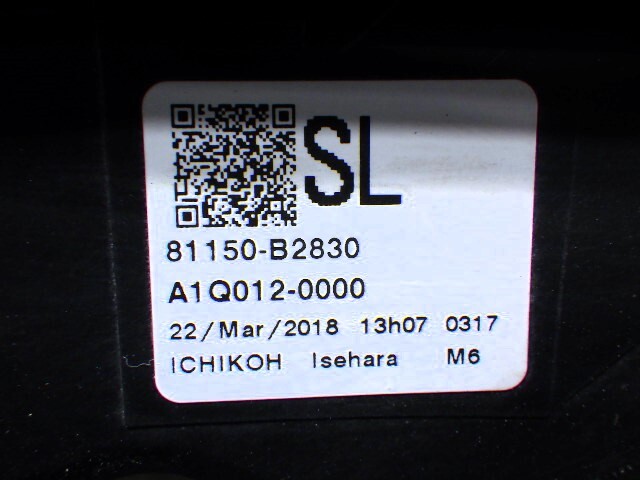 SL
81150-B2830
A1Q012-0000
22/Mar/2018 13h07 0317
ICHIKOH Isehara M6